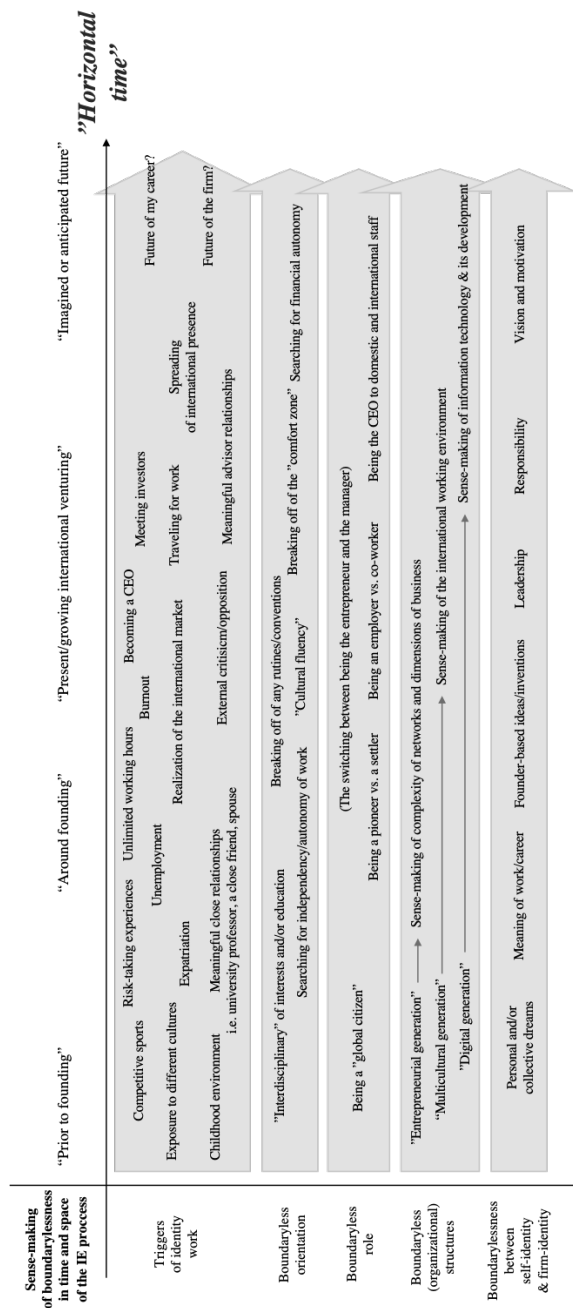 ”Horizontal
time”
Sense-making
of boundarylessness
in time and space
of the IE proccess
“Prior to founding”
“Around founding”
“Present/growing international venturing”
“Imagined or anticipated future”
Triggers
of identity
work
Competitive sports
Risk-taking experiences
Unlimited working hours
Becoming a CEO
Meeting investors
Future of my career?
Unemployment
Burnout
Exposure to different cultures
Expatriation
Realization of the international market
Traveling for work
Spreading
of international presence
Childhood environment
Meaningful close relationships
i.e. university professor, a close friend, spouse
External critisicm/opposition
Meaningful advisor relationships
Future of the firm?
Boundaryless
orientation
”Interdisciplinary” of interests and/or education
Breaking off of any rutines/conventions
Breaking off of the ”comfort zone”
Searching for financial autonomy
Searching for independency/autonomy of work
”Cultural fluency”
Boundaryless
role
Being a ”global citizen”
(The switching between being the entrepreneur and the manager)
Being a pioneer vs. a settler
Being an employer vs. co-worker
Being the CEO to domestic and international staff
Boundaryless
(organizational)
structures
”Entrepreneurial generation”
Sense-making of complexity of networks and dimensions of business
“Multicultural generation”
Sense-making of the international working environment
”Digital generation”
Sense-making of information technology & its development
Boundarylessness
between
self-identity
& firm-identity
Personal and/or
collective dreams
Meaning of work/career
Founder-based ideas/inventions
Leadership
Responsibility
Vision and motivation